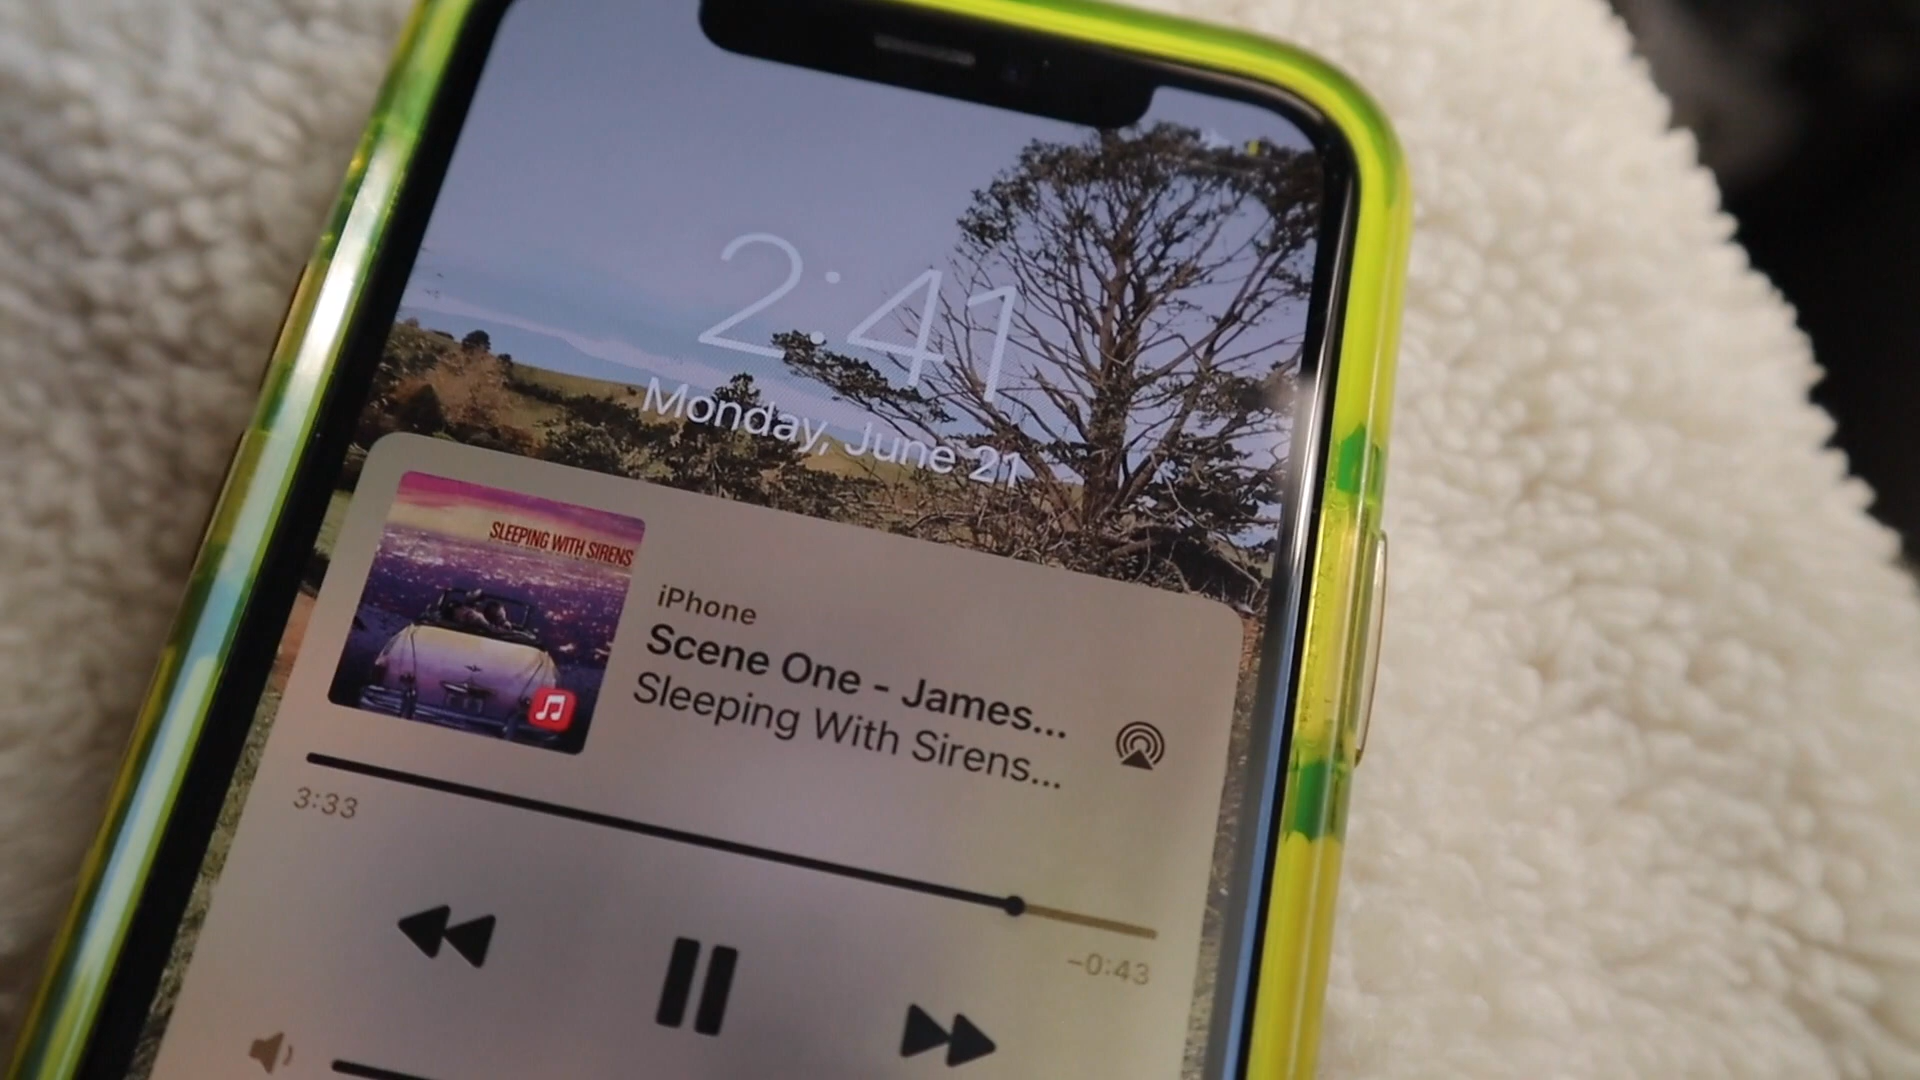 2:41
Monday, June 21
SLEEPING WITH SIRENS
iPhone
Scene One - James...
Sleeping With Sirens...
3:33
-0:43